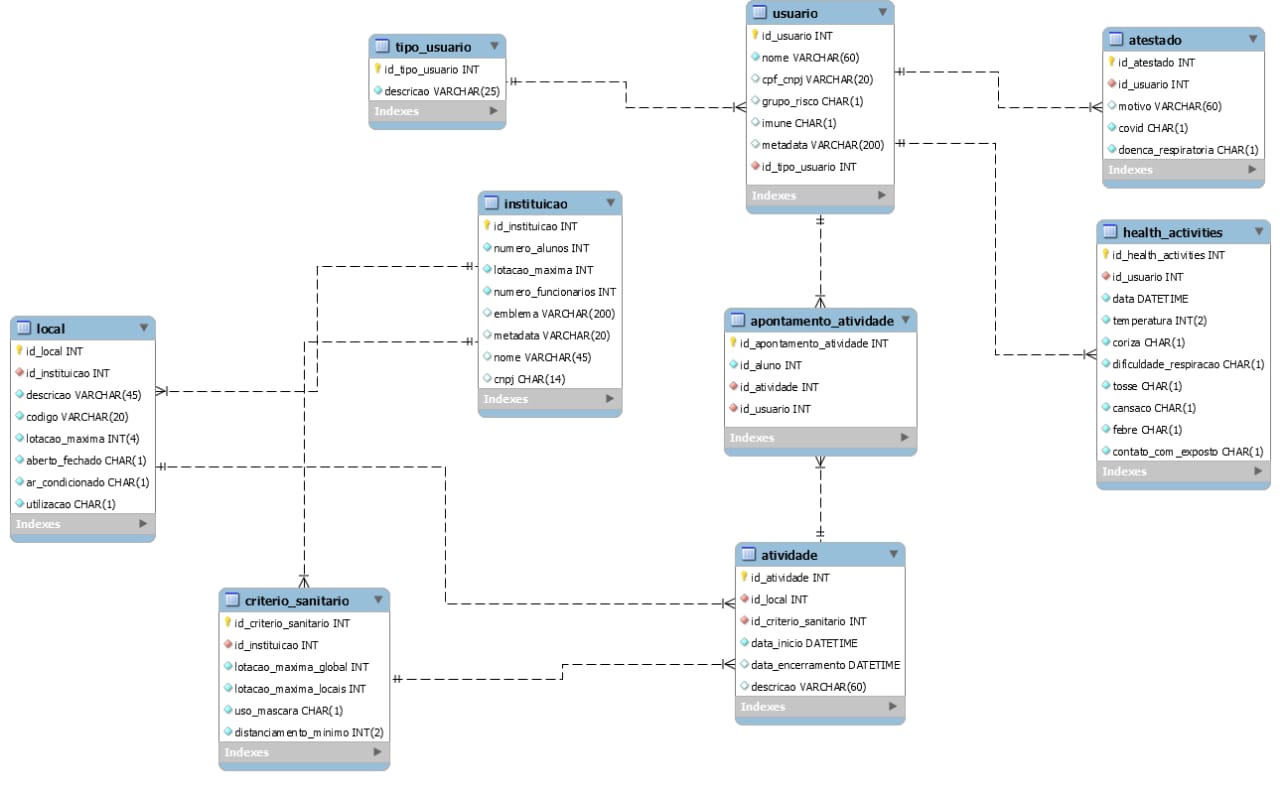 tipo_usuario
id_tipo_usuario INT
descricao VARCHAR(25)
Indexes
usuario
id_usuario INT
nome VARCHAR(60)
cpf_cnpj VARCHAR(20)
grupo_risco CHAR(1)
imune CHAR(1)
metadata VARCHAR(200)
id_tipo_usuario INT
Indexes
atestado
id_atestado INT
id_usuario INT
motivo VARCHAR(60)
covid CHAR(1)
doenca_respiratoria CHAR(1)
Indexes
instituicao
id_instituicao INT
numero_alunos INT
lotacao_maxima INT
numero_funcionarios INT
emblema VARCHAR(200)
metadata VARCHAR(20)
nome VARCHAR(45)
cnpj CHAR(14)
Indexes
health_activities
id_health_activities INT
id_usuario INT
data DATETIME
temperatura INT(2)
coriza CHAR(1)
dificuldade_respiracao CHAR(1)
tosse CHAR(1)
cansaco CHAR(1)
febre CHAR(1)
contato_com_exposto CHAR(1)
Indexes
local
id_local INT
id_instituicao INT
descricao VARCHAR(45)
codigo VARCHAR(20)
lotacao_maxima INT(4)
aberto_fechado CHAR(1)
ar_condicionado CHAR(1)
utilizacao CHAR(1)
Indexes
apontamento_atividade
id_apontamento_atividade INT
id_aluno INT
id_atividade INT
id_usuario INT
Indexes
criterio_sanitario
id_criterio_sanitario INT
id_instituicao INT
lotacao_maxima_global INT
lotacao_maxima_locais INT
uso_mascara CHAR(1)
distanciamento_minimo INT(2)
Indexes
atividade
id_atividade INT
id_local INT
id_criterio_sanitario INT
data_inicio DATETIME
data_encerramento DATETIME
descricao VARCHAR(60)
Indexes